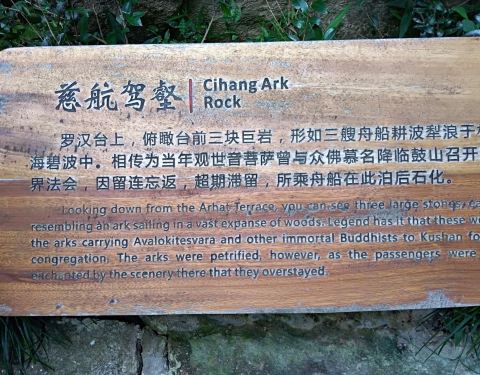 慈航驾壑 Cihang Ark
Rock
罗汉台上，俯瞰台前三块巨岩，形如三艘舟船耕波犁浪于
海碧波中。相传为当年观世音菩萨曾与众佛慕名降临鼓山召开
界法会，因留连忘返，超期滞留，所乘舟船在此泊后石化。
Looking down from the Arhat Terrace, you can see three large stones, ea
resembling an ark sailing in a vast expanse of woods. Legend has it that these w
the arks carrying Avalokitesvara and other immortal Buddhists to Kushan fo
congregation. The arks were petrified, however, as the passengers were
enchanted by the scenery there that they overstayed.